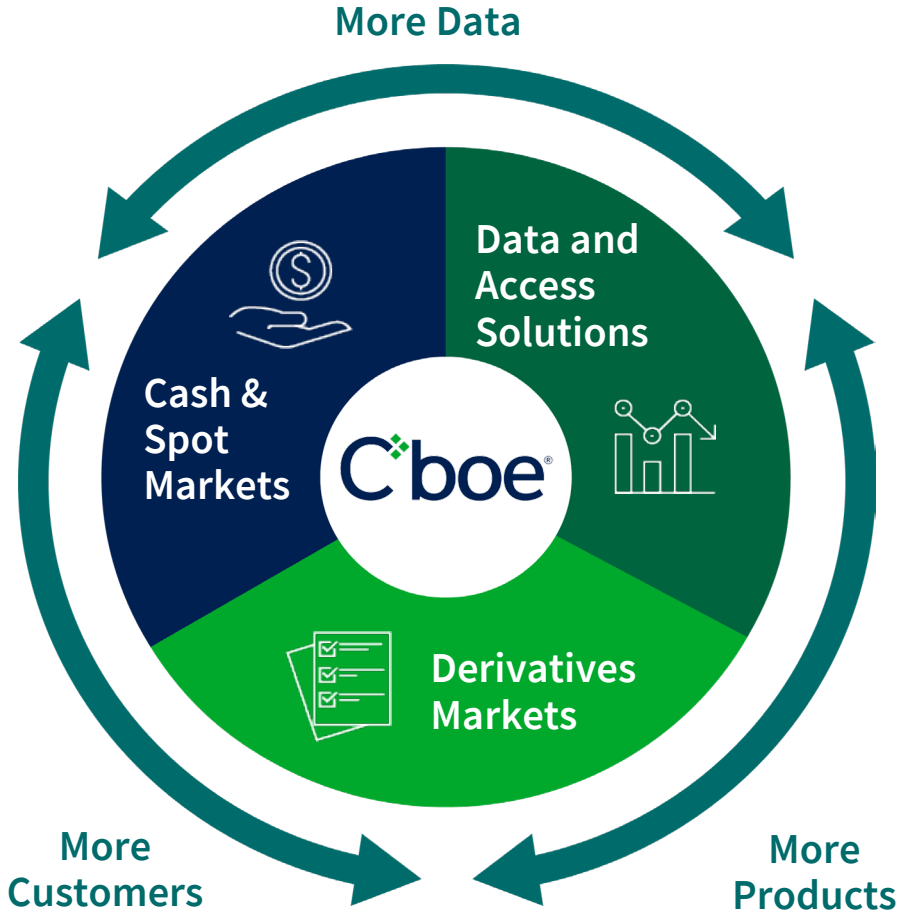 More Data
Data and
Access
Solutions
Cash &
Spot
Markets
Cboe®
Derivatives
Markets
More
Customers
More
Products